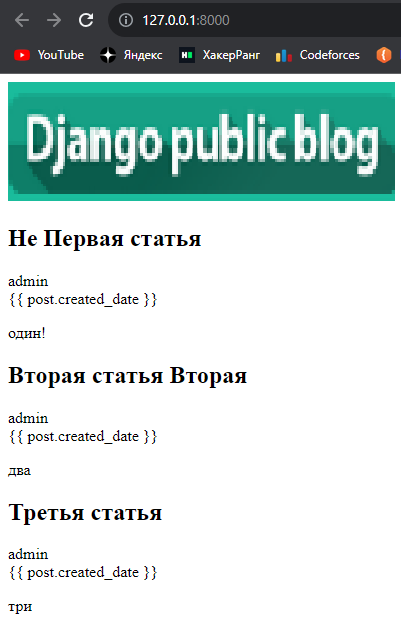 127.0.0.1:8000
YouTube Яндекс ХакерРанг Codeforces
Django public blog
Не Первая статья
admin
{{ post.created_date }}
один!
Вторая статья Вторая
admin
{{ post.created_date }}
два
Третья статья
admin
{{ post.created_date }}
три